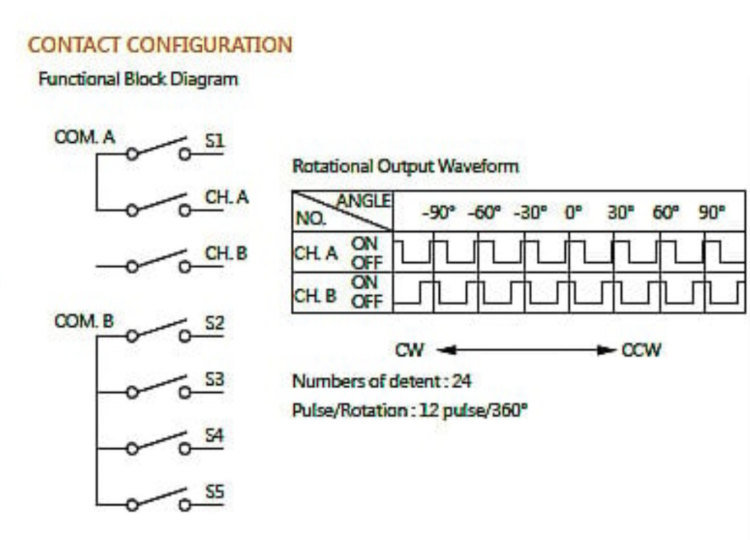 CONTACT CONFIGURATION
Functional Block Diagram
COM. A
S1
CH. A
CH. B
COM. B
S2
S3
S4
S5
Rotational Output Waveform
NO. ANGLE -90° -60° -30° 0° 30° 60° 90°
CH. A ON
OFF
CH. B ON
OFF
CW CCW
Numbers of detent : 24
Pulse/Rotation : 12 pulse/360°